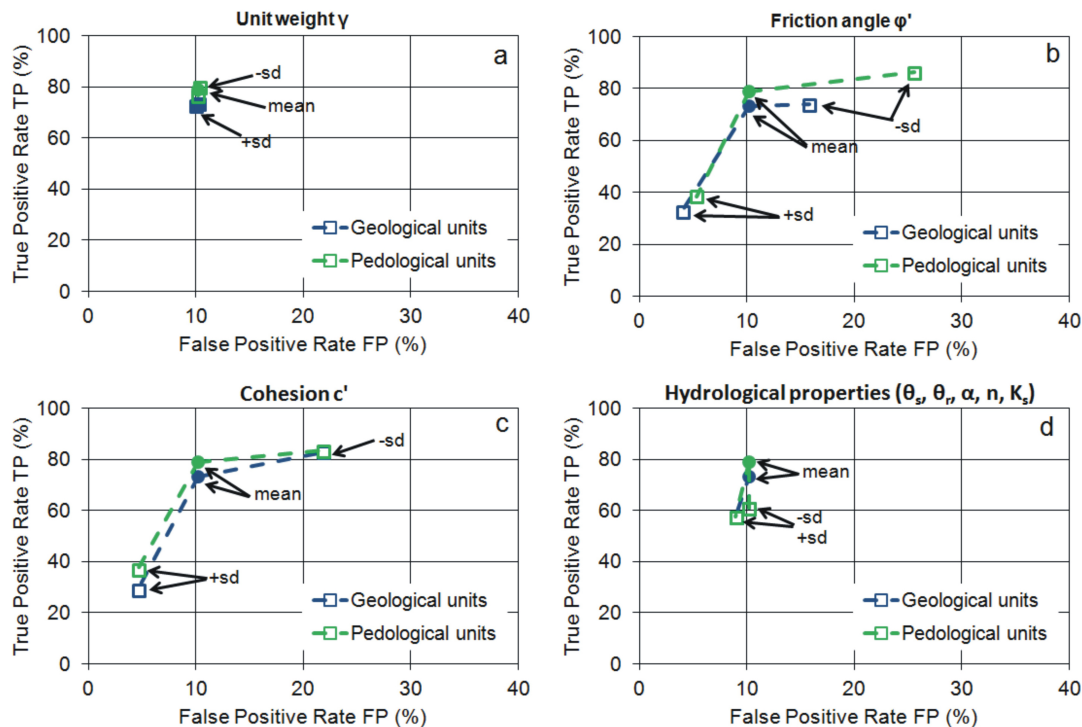 Unit weight γ
a
True Positive Rate TP (%)
100
80
60
40
20
0
-sd
mean
+sd
Geological units
Pedological units
0 10 20 30 40
False Positive Rate FP (%)
Friction angle φ'
b
True Positive Rate TP (%)
100
80
60
40
20
0
-sd
mean
+sd
Geological units
Pedological units
0 10 20 30 40
False Positive Rate FP (%)
Cohesion c'
c
True Positive Rate TP (%)
100
80
60
40
20
0
-sd
mean
+sd
Geological units
Pedological units
0 10 20 30 40
False Positive Rate FP (%)
Hydrological properties (θs, θr, α, n, Ks)
d
True Positive Rate TP (%)
100
80
60
40
20
0
mean
-sd
+sd
Geological units
Pedological units
0 10 20 30 40
False Positive Rate FP (%)